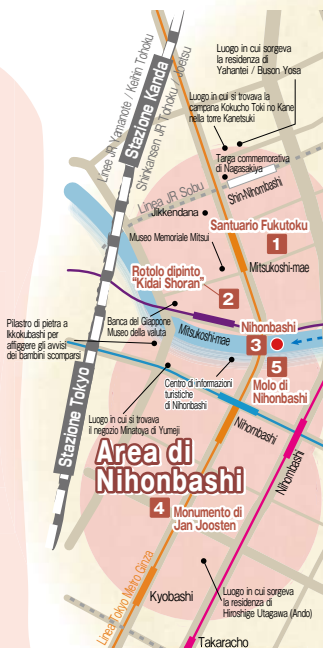 Luogo in cui sorgeva
la residenza di
Yahantei / Buson Yosa
Luogo in cui si trovava la
campana Kokucho Toki no Kane
nella torre Kanetsuki
Linee JR Yamanote / Keihin Tohoku
Stazione Kanda
Shinkansen JR Tohoku / Joetsu
Targa commemorativa
di Nagasakiya
Shin-Nihombashi
Linea JR Sobu
Jikkendana
Santuario Fukutoku
1
Museo Memoriale Mitsui
Mitsukoshi-mae
Rotolo dipinto
"Kidai Shoran"
2
Pilastro di pietra a
Ikkokubashi per
affiggere gli avvisi
dei bambini scomparsi
Banca del Giappone
Museo della valuta
Mitsukoshi-mae
Nihonbashi
3
5
Molo di
Nihonbashi
Centro di informazioni
turistiche
di Nihonbashi
Stazione Tokyo
Luogo in cui si trovava
il negozio Minatoya di Yumeji
Nihombashi
Nihombashi
Area di
Nihonbashi
4
Monumento di
Jan Joosten
Luogo in cui sorgeva
la residenza di
Hiroshige Utagawa (Ando)
Kyobashi
Linea Tokyo Metro Ginza
Takaracho